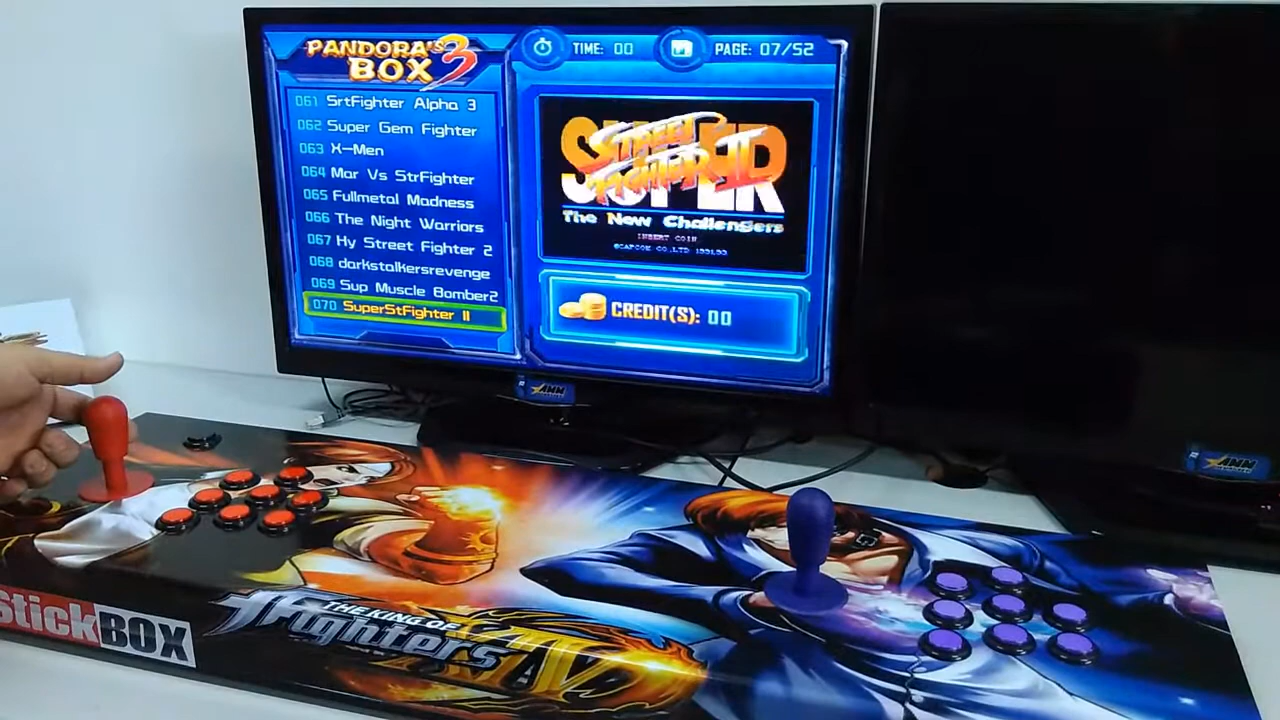 PANDORA'S BOX 3
TIME: 00
PAGE: 07/52
061 SrtFighter Alpha 3
062 Super Gem Fighter
063 X-Men
064 Mar Vs StrFighter
065 Fullmetal Madness
066 The Night Warriors
067 Hy Street Fighter 2
068 darkstalkersrevenge
069 Sup Muscle Bomber2
070 SuperStFighter II
SUPER
STREET FIGHTER II
The New Challengers
INSERT COIN
CREDIT(S): 00
StickBOX
THE KING OF
Fighters
XIV